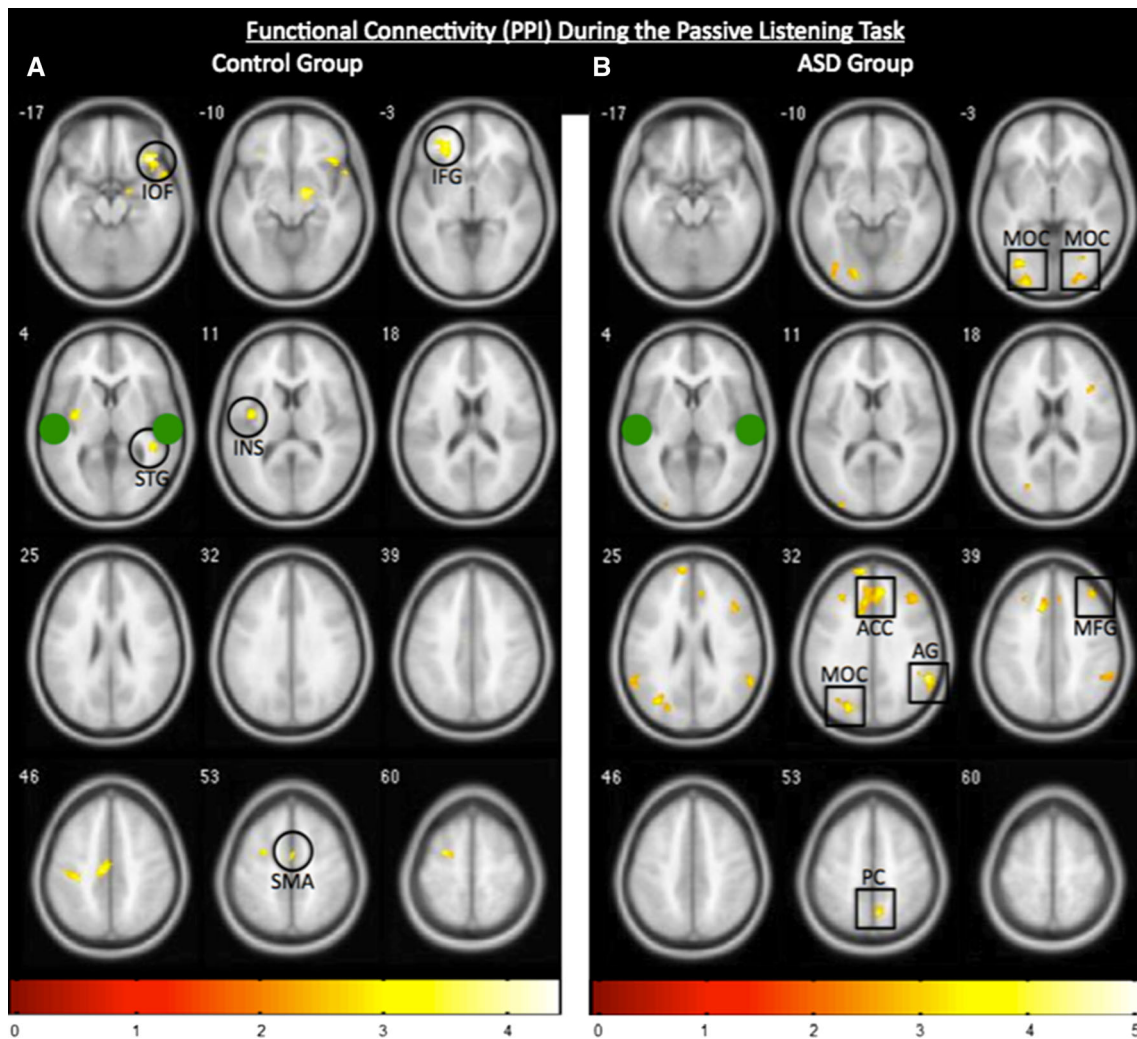 Functional Connectivity (PPI) During the Passive Listening Task
A Control Group
B ASD Group
-17 -10 -3
IOF
IFG
4 11 18
STG
INS
25 32 39
46 53 60
SMA
0 1 2 3 4
-17 -10 -3
MOC MOC
4 11 18
25 32 39
ACC
MFG
AG
MOC
46 53 60
PC
0 1 2 3 4 5